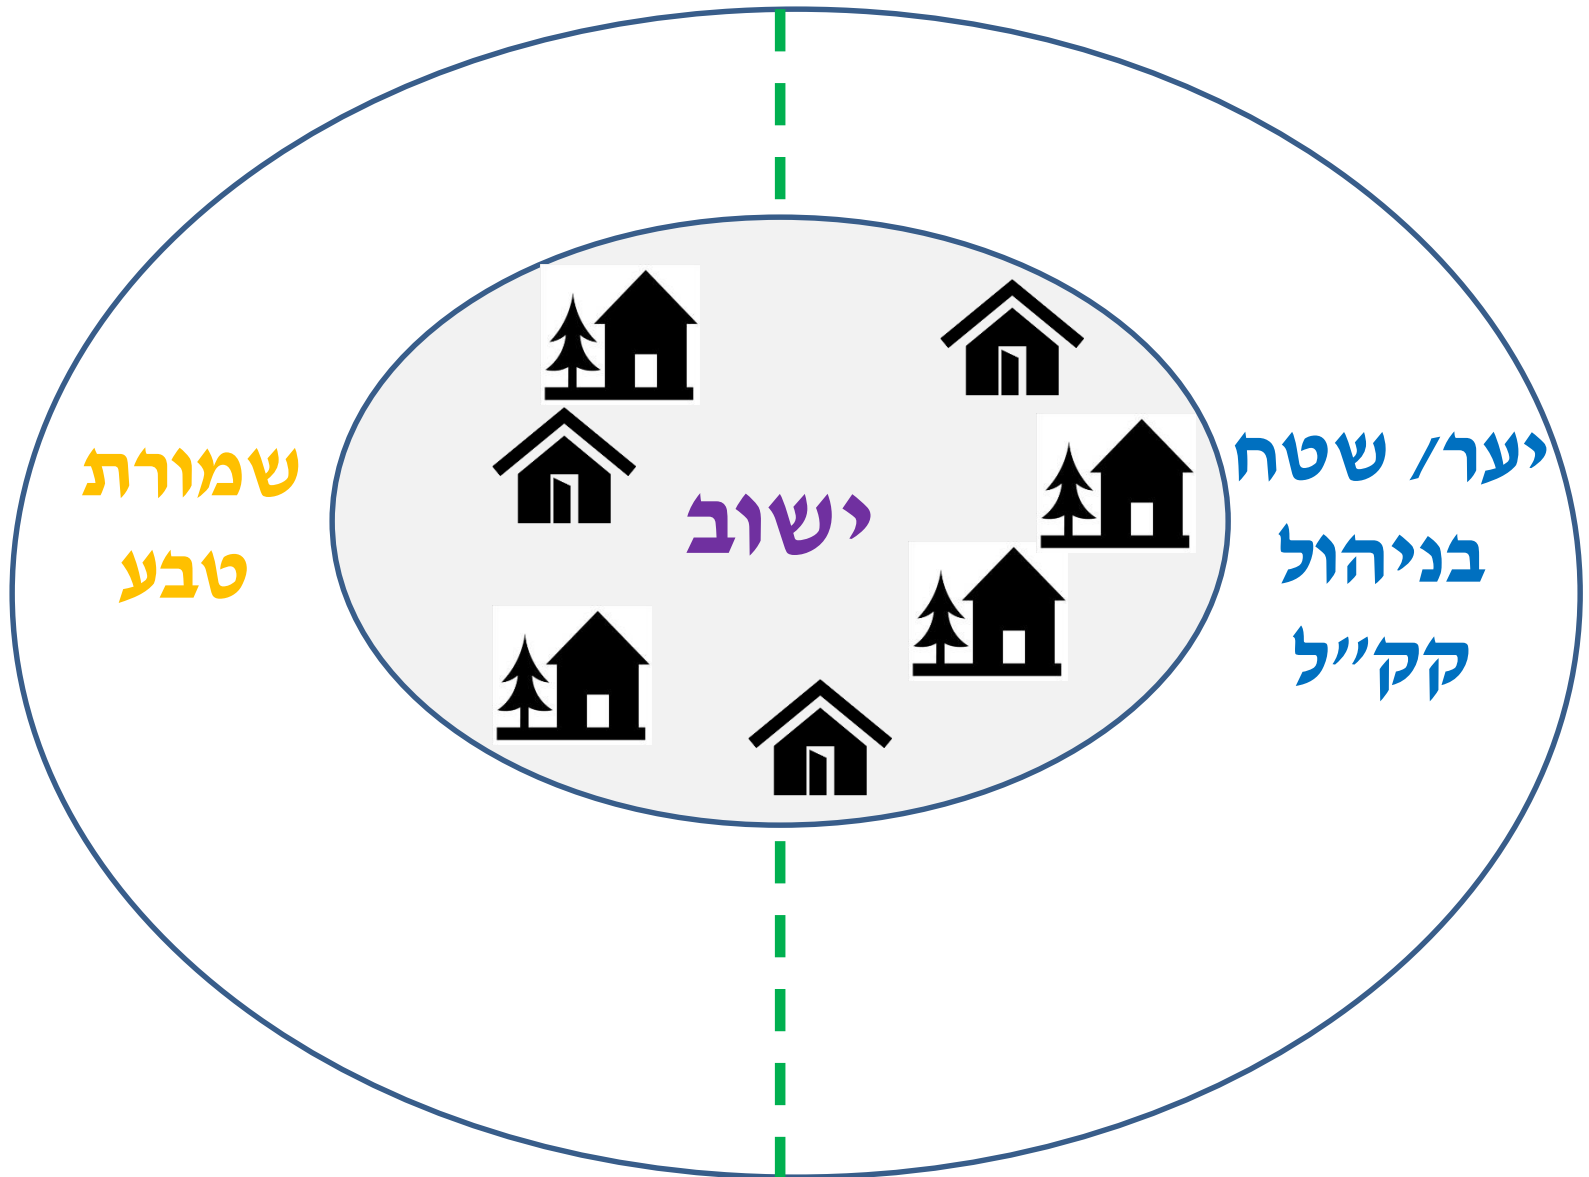 יער/ שטח
בניהול
קק״ל
ישוב
שמורת
טבע